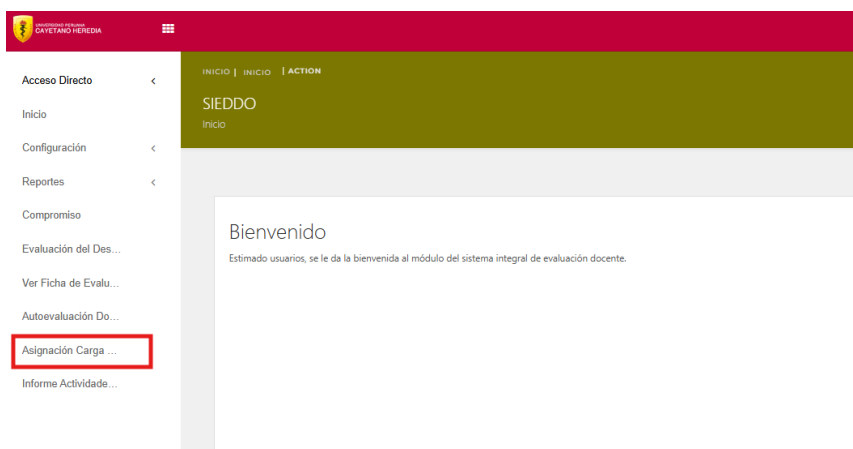 UNIVERSIDAD PERUANA
CAYETANO HEREDIA
Acceso Directo
Inicio
Configuración
Reportes
Compromiso
Evaluación del Des...
Ver Ficha de Evalu...
Autoevaluación Do...
Asignación Carga ...
Informe Actividade...
INICIO | INICIO | ACTION
SIEDDO
Inicio
Bienvenido
Estimado usuarios, se le da la bienvenida al módulo del sistema integral de evaluación docente.